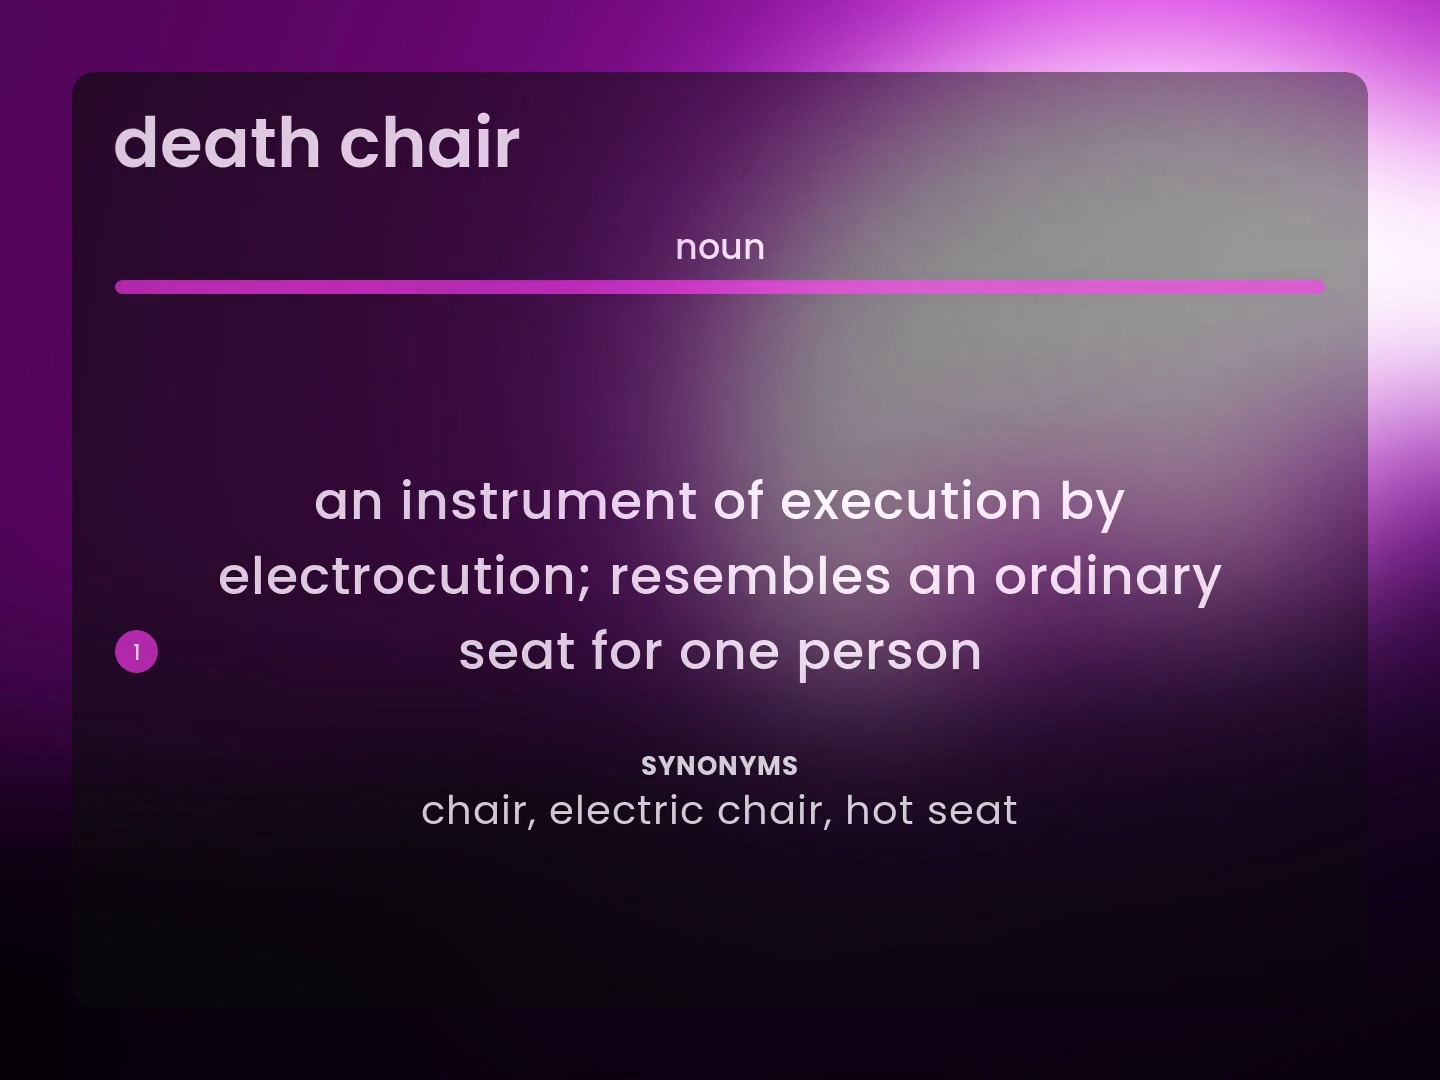 death chair
noun
an instrument of execution by
electrocution; resembles an ordinary
seat for one person
1
SYNONYMS
chair, electric chair, hot seat